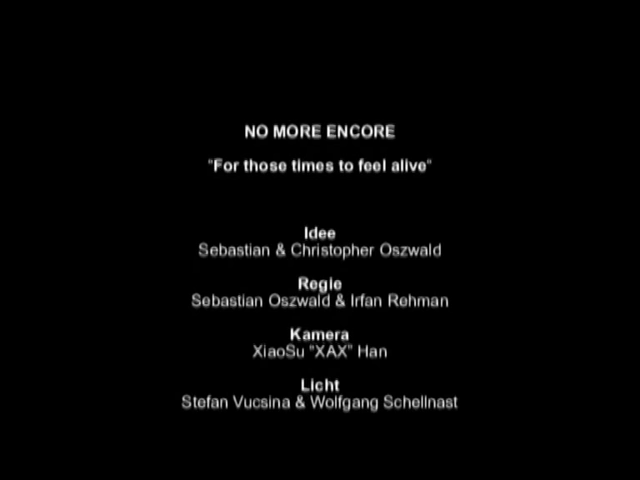 NO MORE ENCORE
"For those times to feel alive"
Idee
Sebastian & Christopher Oszwald
Regie
Sebastian Oszwald & Irfan Rehman
Kamera
XiaoSu "XAX" Han
Licht
Stefan Vucsina & Wolfgang Schellnast